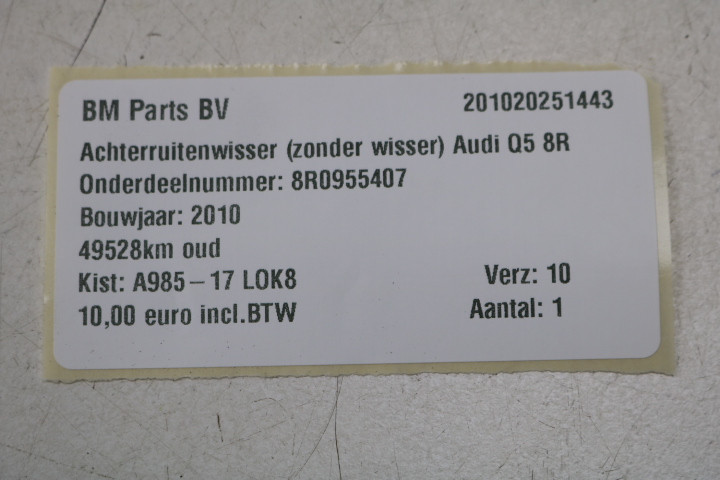 BM Parts BV 201020251443
Achterruitenwisser (zonder wisser) Audi Q5 8R
Onderdeelnummer: 8R0955407
Bouwjaar: 2010
49528km oud
Kist: A985-17 LOK8 Verz: 10
10,00 euro incl.BTW Aantal: 1